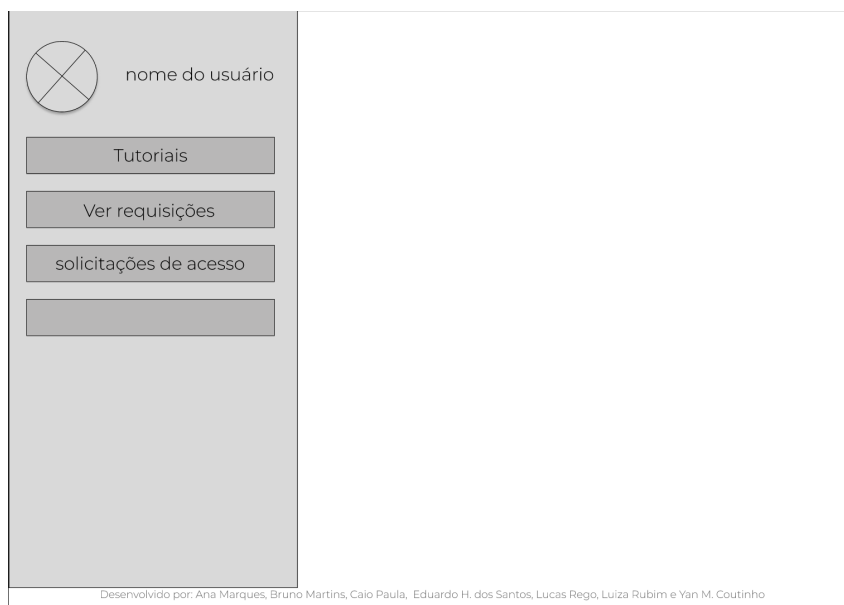 nome do usuário
Tutoriais
Ver requisições
solicitações de acesso
Desenvolvido por: Ana Marques, Bruno Martins, Caio Paula, Eduardo H. dos Santos, Lucas Rego, Luiza Rubim e Yan M. Coutinho